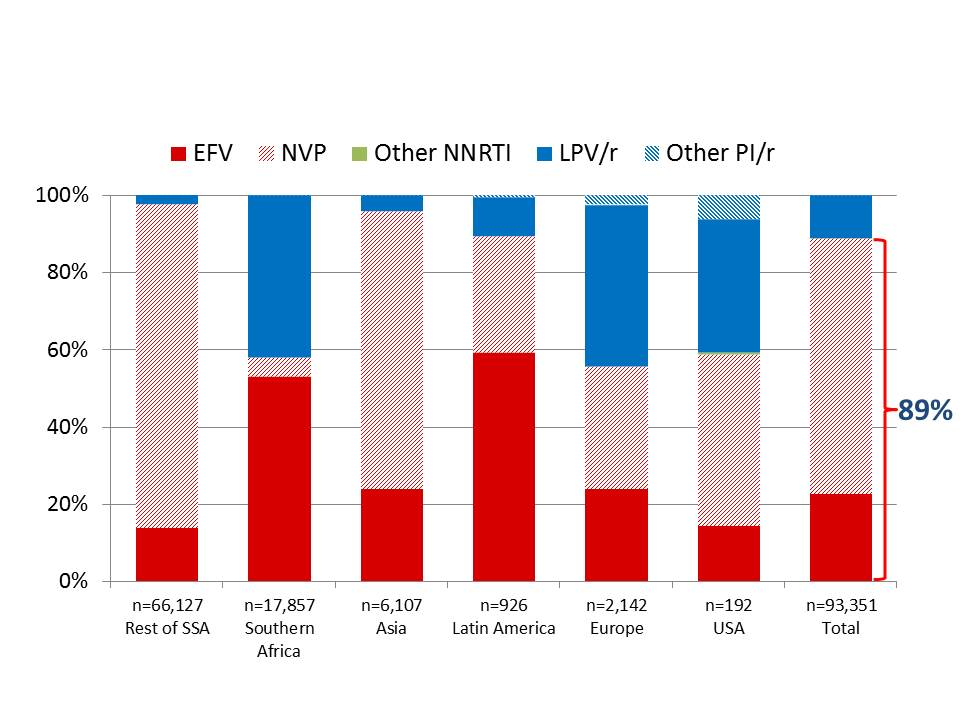 EFV NVP Other NNRTI LPV/r Other PI/r
100%
80%
60%
40%
20%
0%
89%
n=66,127
Rest of SSA
n=17,857
Southern
Africa
n=6,107
Asia
n=926
Latin America
n=2,142
Europe
n=192
USA
n=93,351
Total